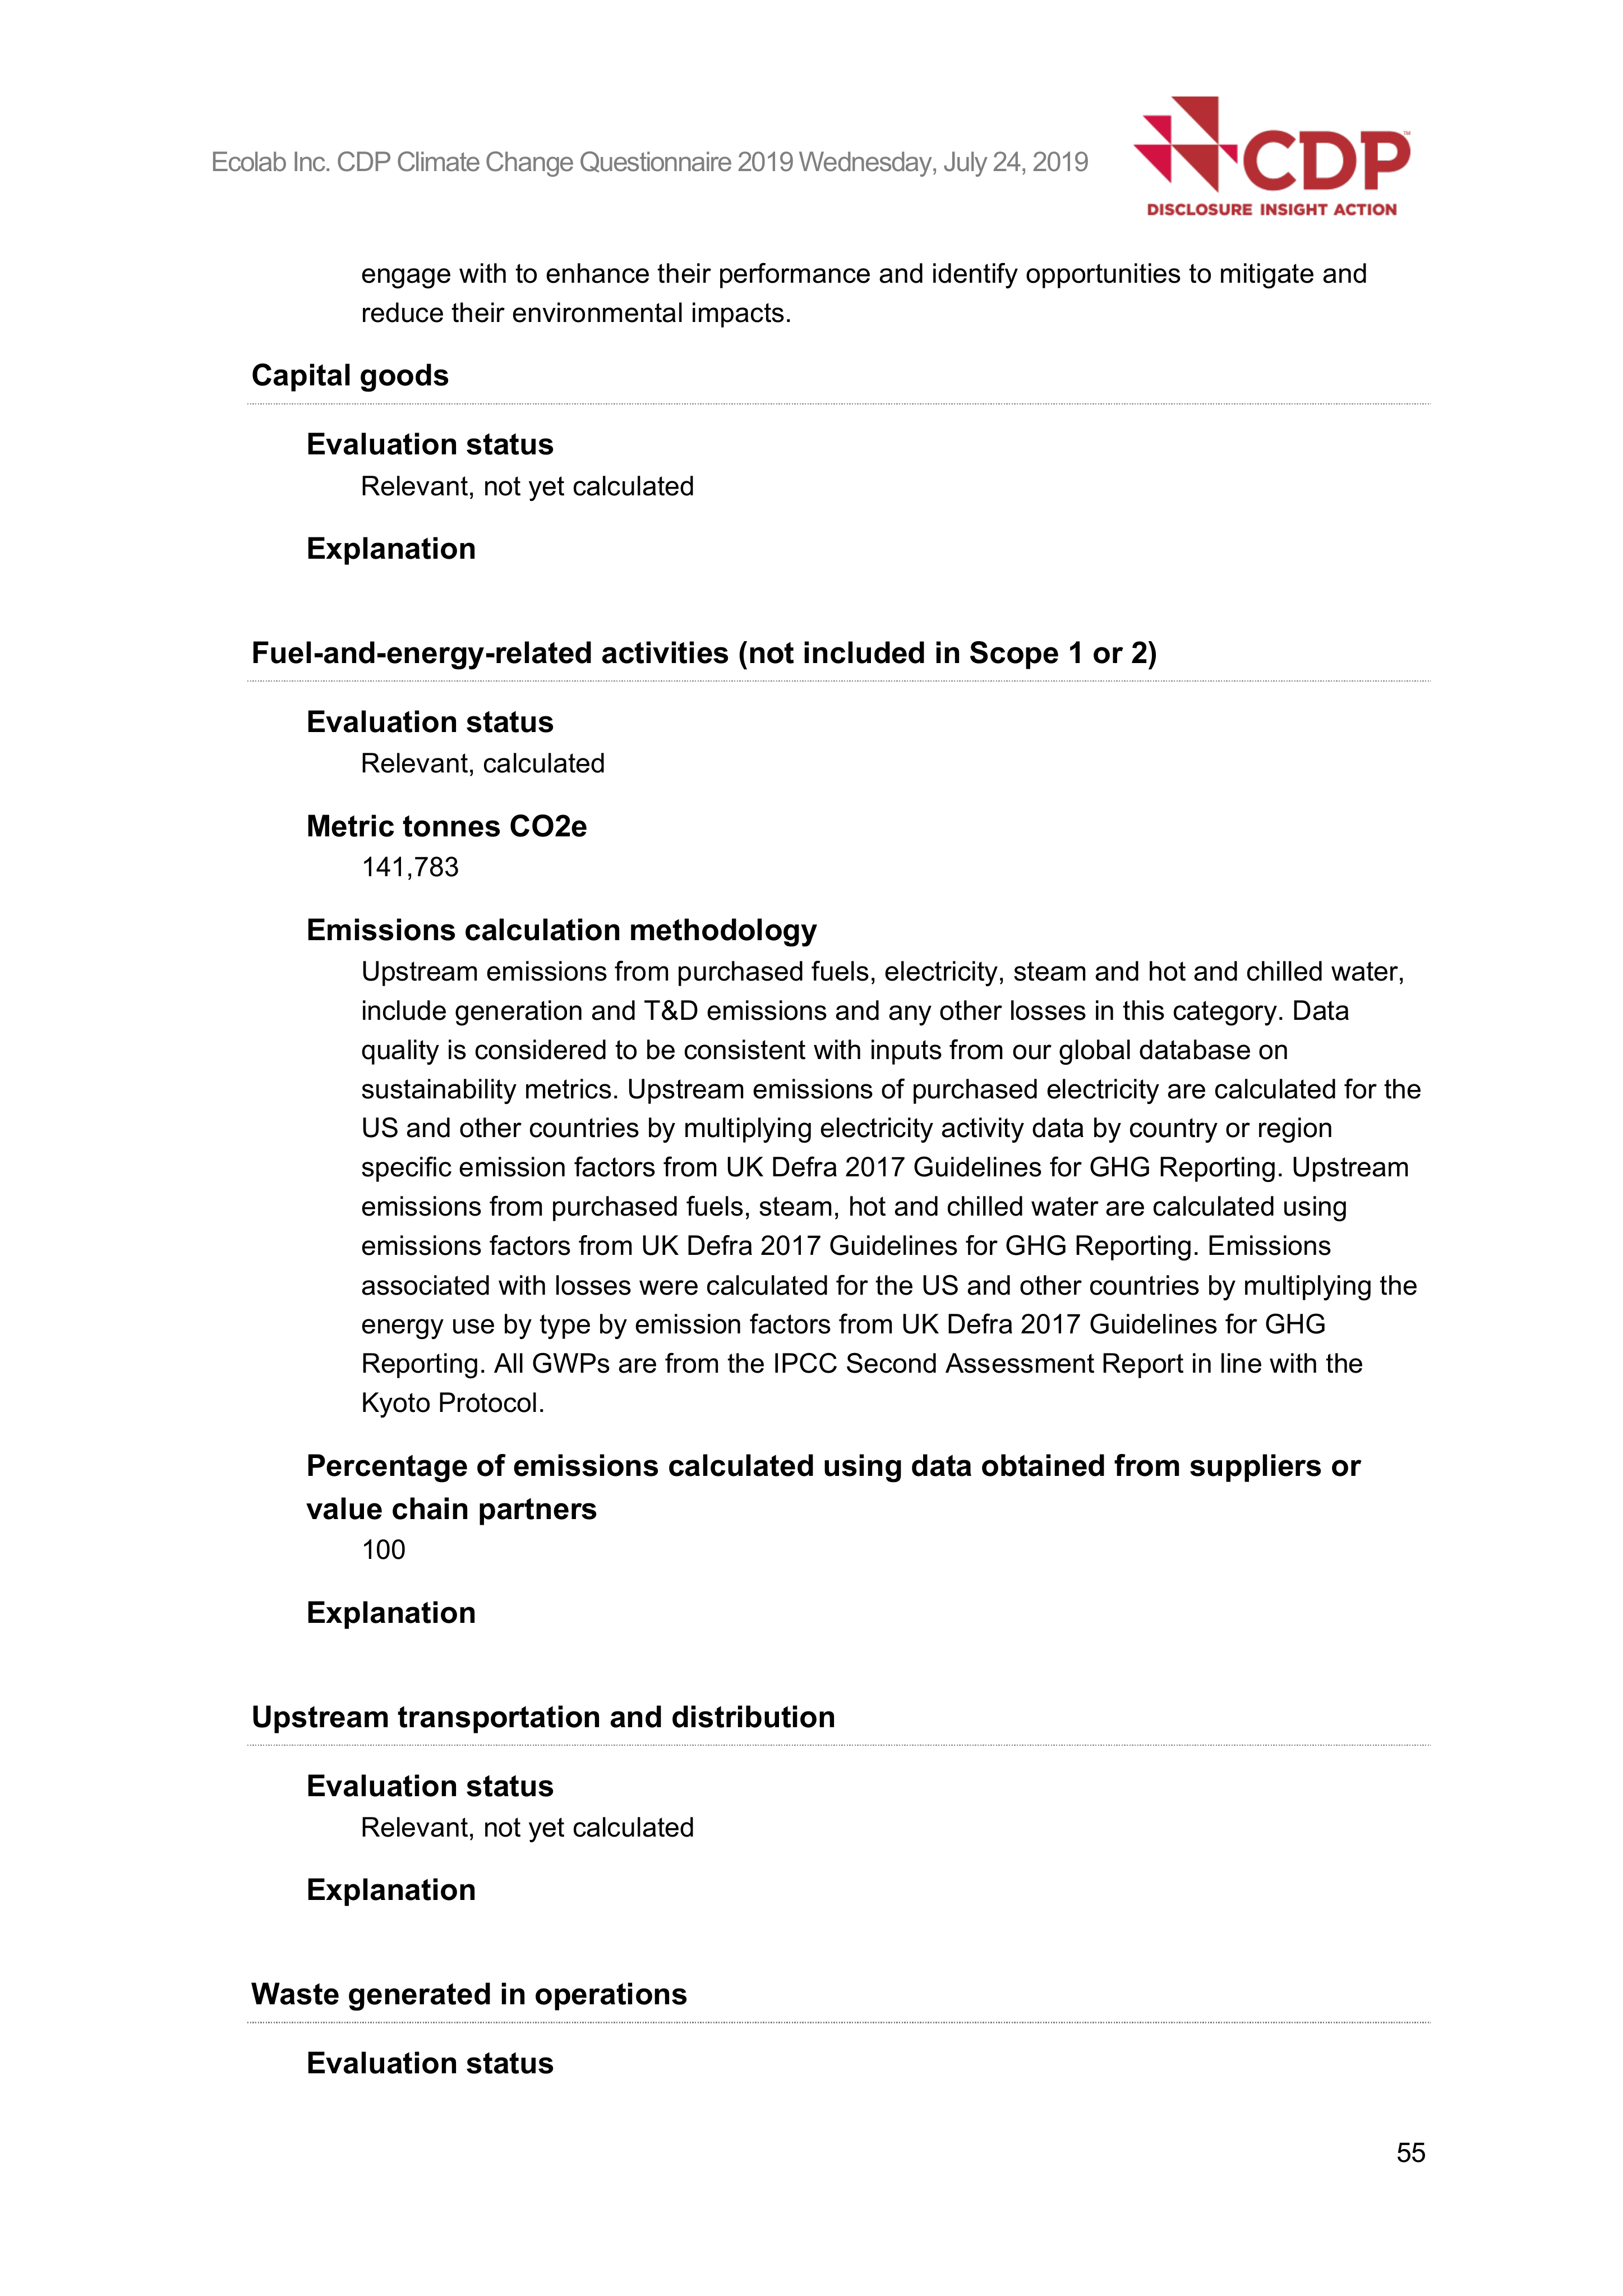 Ecolab Inc. CDP Climate Change Questionnaire 2019 Wednesday, July 24, 2019
CDP™
DISCLOSURE INSIGHT ACTION
engage with to enhance their performance and identify opportunities to mitigate and
reduce their environmental impacts.
Capital goods
Evaluation status
Relevant, not yet calculated
Explanation
Fuel-and-energy-related activities (not included in Scope 1 or 2)
Evaluation status
Relevant, calculated
Metric tonnes CO2e
141,783
Emissions calculation methodology
Upstream emissions from purchased fuels, electricity, steam and hot and chilled water,
include generation and T&D emissions and any other losses in this category. Data
quality is considered to be consistent with inputs from our global database on
sustainability metrics. Upstream emissions of purchased electricity are calculated for the
US and other countries by multiplying electricity activity data by country or region
specific emission factors from UK Defra 2017 Guidelines for GHG Reporting. Upstream
emissions from purchased fuels, steam, hot and chilled water are calculated using
emissions factors from UK Defra 2017 Guidelines for GHG Reporting. Emissions
associated with losses were calculated for the US and other countries by multiplying the
energy use by type by emission factors from UK Defra 2017 Guidelines for GHG
Reporting. All GWPs are from the IPCC Second Assessment Report in line with the
Kyoto Protocol.
Percentage of emissions calculated using data obtained from suppliers or
value chain partners
100
Explanation
Upstream transportation and distribution
Evaluation status
Relevant, not yet calculated
Explanation
Waste generated in operations
Evaluation status
55